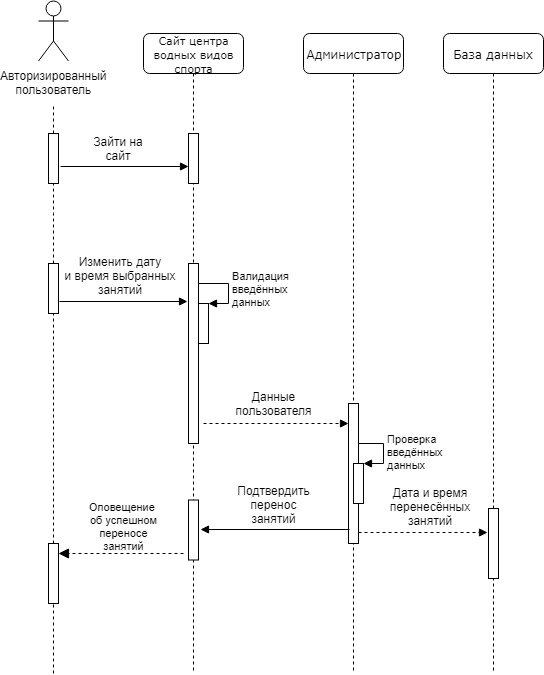 Авторизированный
пользователь
Сайт центра
водных видов
спорта
Администратор
База данных
Зайти на
сайт
Изменить дату
и время выбранных
занятий
Валидация
введённых
данных
Данные
пользователя
Проверка
введённых
данных
Подтвердить
перенос
занятий
Дата и время
перенесённых
занятий
Оповещение
об успешном
переносе
занятий